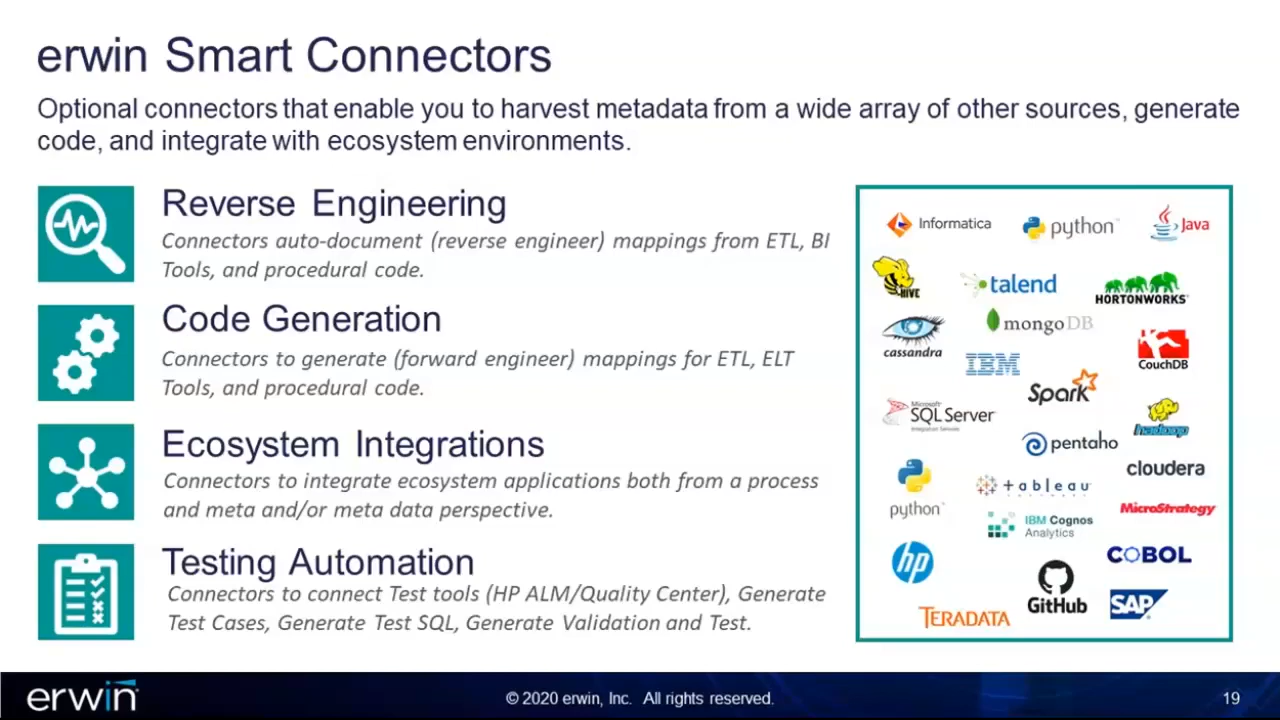 erwin Smart Connectors
Optional connectors that enable you to harvest metadata from a wide array of other sources, generate
code, and integrate with ecosystem environments.
Reverse Engineering
Connectors auto-document (reverse engineer) mappings from ETL, BI
Tools, and procedural code.
Code Generation
Connectors to generate (forward engineer) mappings for ETL, ELT
Tools, and procedural code.
Ecosystem Integrations
Connectors to integrate ecosystem applications both from a process
and meta and/or meta data perspective.
Testing Automation
Connectors to connect Test tools (HP ALM/Quality Center), Generate
Test Cases, Generate Test SQL, Generate Validation and Test.
Informatica
python™
Java
HIVE
talend
HORTONWORKS
mongoDB
cassandra
IBM
CouchDB
Spark
Microsoft
SQL Server
Integration Services
hadoop
pentaho
cloudera
python
+ableau
SOFTWARE
MicroStrategy
IBM Cognos
Analytics
hp
COBOL
GitHub
SAP
TERADATA
erwin
© 2020 erwin, Inc. All rights reserved.
19